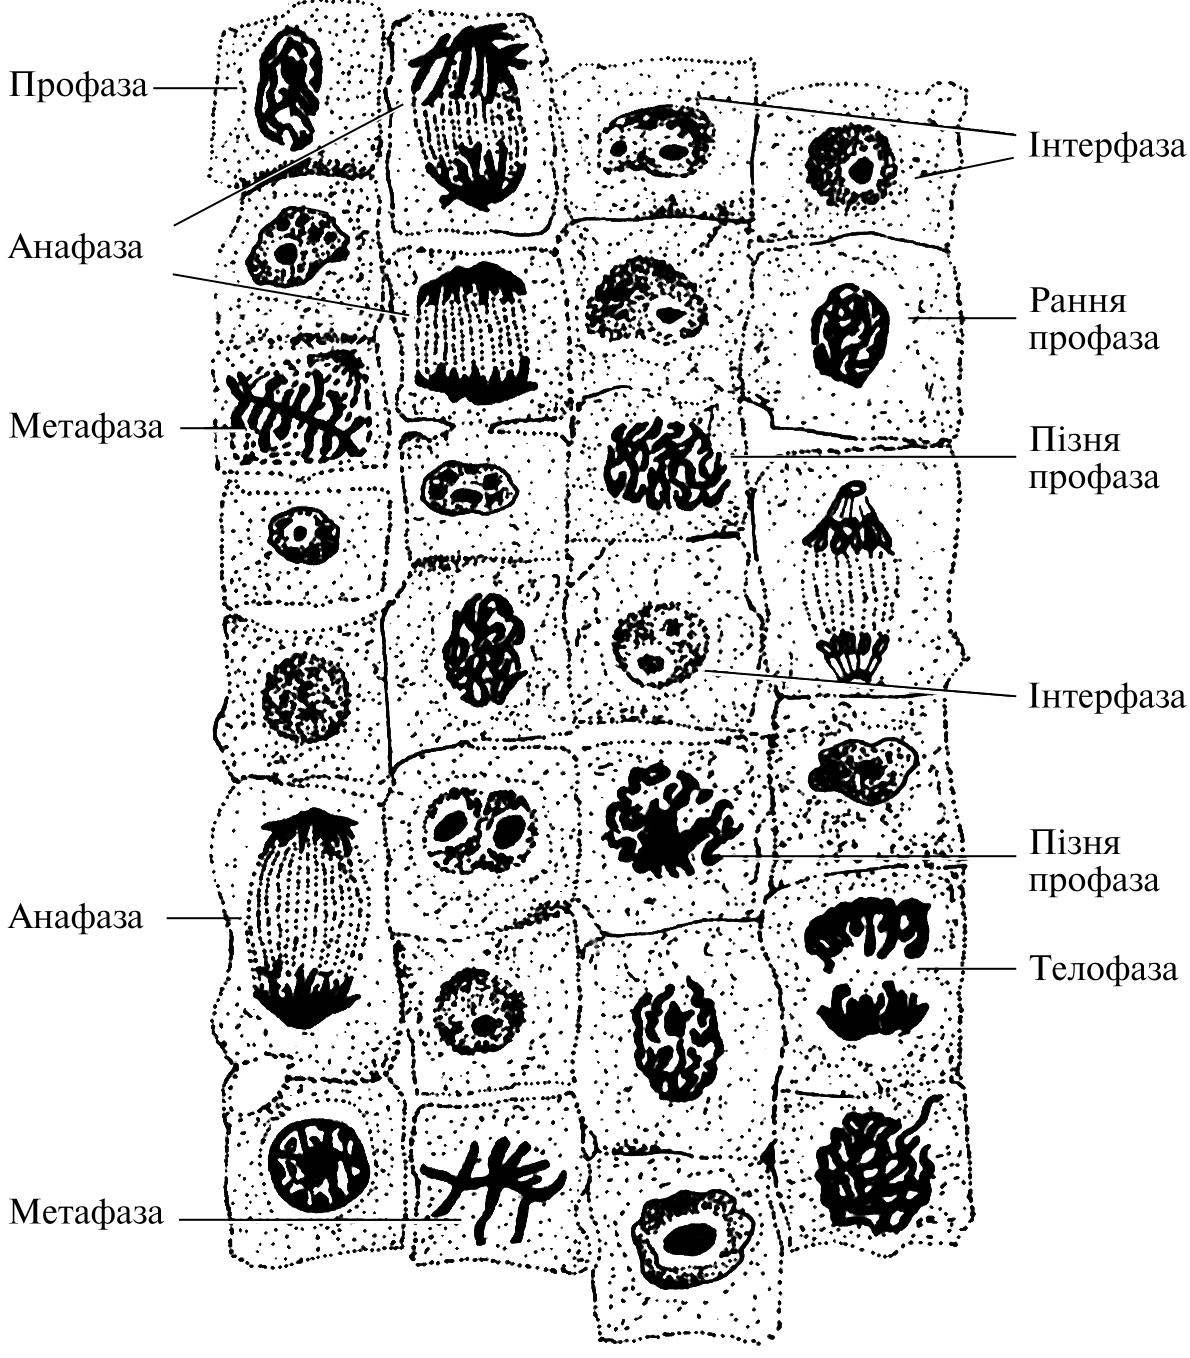 Профаза
Анафаза
Метафаза
Анафаза
Метафаза
Інтерфаза
Рання
профаза
Пізня
профаза
Інтерфаза
Пізня
профаза
Телофаза